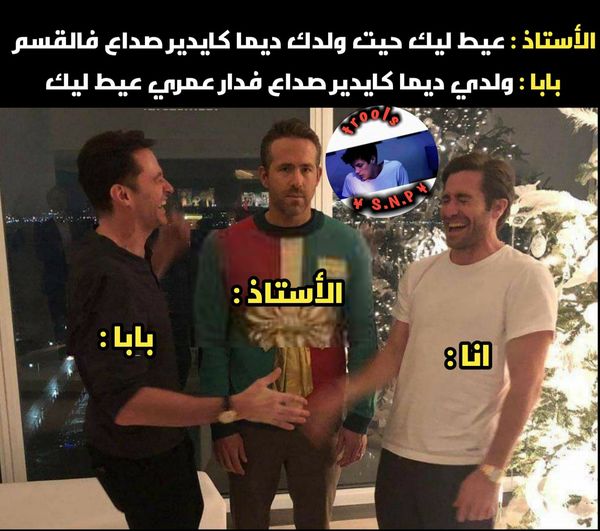 الأستاذ : عيط ليك حيت ولدك ديما كايدير صداع فالقسم
بابا : ولدي ديما كايدير صداع فدار عمري عيط ليك
trools
¥ S.N.P ¥
الأستاذ :
بابا :
انا :